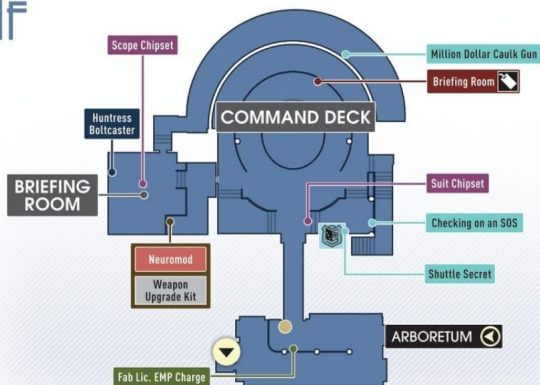 lf
Scope Chipset
Million Dollar Caulk Gun
Briefing Room
Huntress
Boltcaster
COMMAND DECK
BRIEFING
ROOM
Suit Chipset
Checking on an SOS
Neuromod
Weapon
Upgrade Kit
Shuttle Secret
ARBORETUM
Fab Lic. EMP Charge